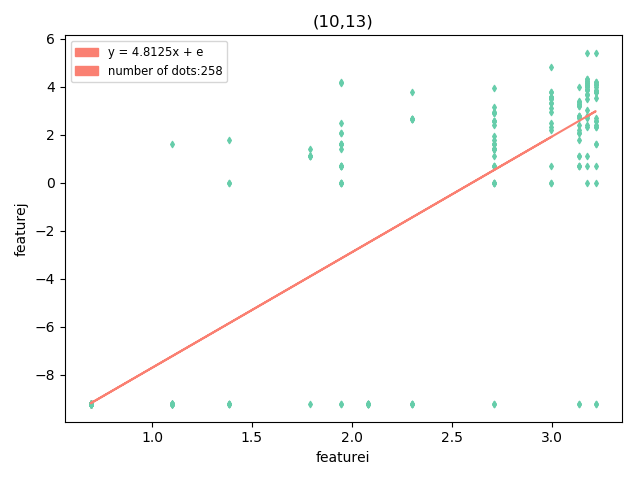 (10,13)
y = 4.8125x + e
number of dots:258
6
4
2
0
−2
−4
−6
−8
featurej
1.0 1.5 2.0 2.5 3.0
featurei